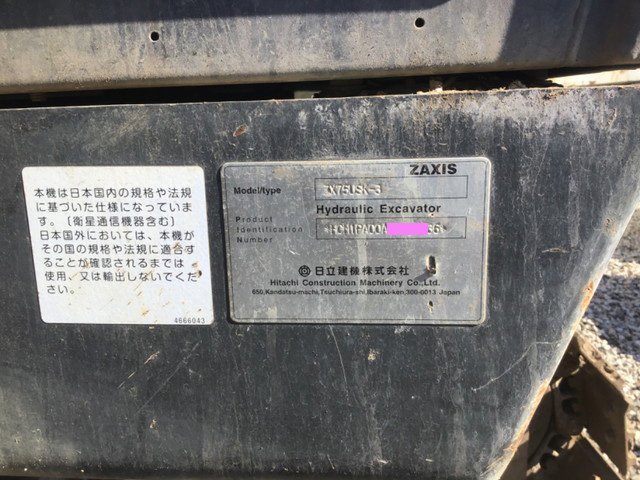 本機は日本国内の規格や法規
に基づいた仕様になっていま
す。〔衛星通信機器含む〕
日本国外においては、本機が
その国の規格や法規に適合す
ることが確認されるまでは
使用、又は輸出しないでくだ
さい。
4666043
ZAXIS
Model/type ZX75USK-3
Hydraulic Excavator
Product
Identification
Number
*HCM1PA00A 66*
日立建機株式会社
Hitachi Construction Machinery Co.,Ltd.
650,Kandatsu-machi,Tsuchiura-shi,Ibaraki-ken,300-0013 Japan